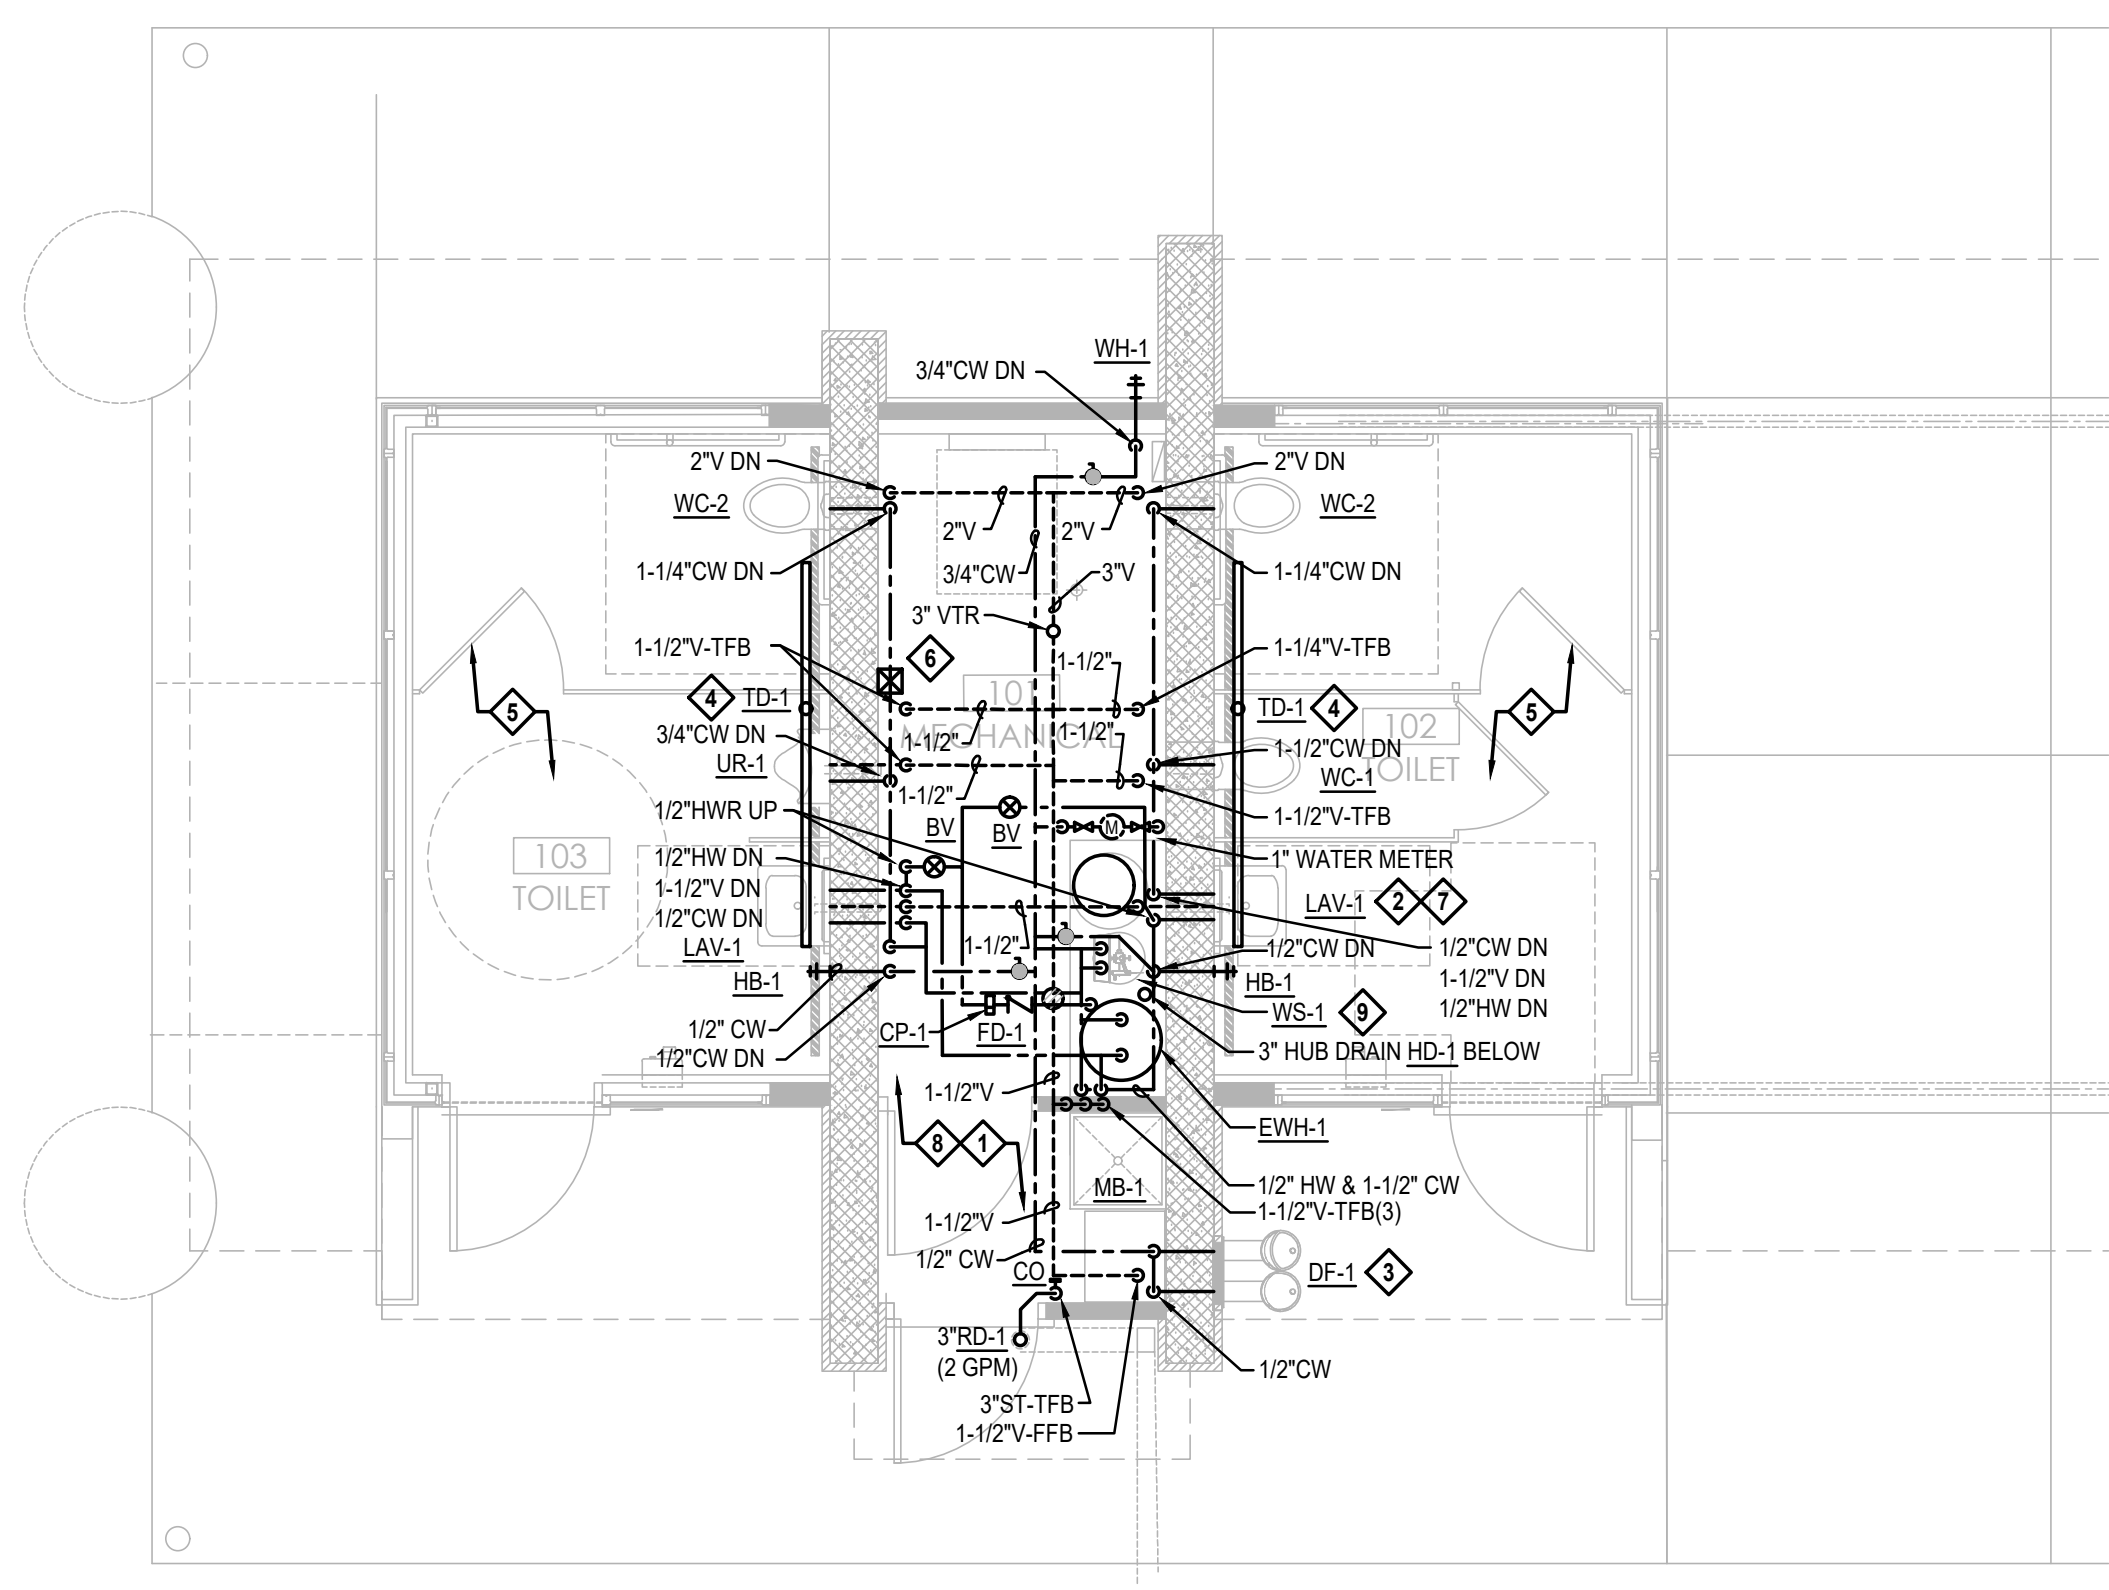 WH-1
3/4"CW DN
2"V DN
2"V DN
WC-2
WC-2
2"V
2"V
1-1/4"CW DN
3/4"CW
3"V
1-1/4"CW DN
3" VTR
1-1/2"V-TFB
6
1-1/2"
1-1/4"V-TFB
4
TD-1
101
TD-1
4
5
5
3/4"CW DN
1-1/2"
MECHANICAL
1-1/2"
102
TOILET
1-1/2"CW DN
UR-1
WC-1
1-1/2"
1/2"HWR UP
1-1/2"V-TFB
BV
BV
M
103
TOILET
1/2"HW DN
1" WATER METER
1-1/2"V DN
LAV-1
2
7
1/2"CW DN
LAV-1
1-1/2"
1/2"CW DN
1/2"CW DN
1-1/2"V DN
1/2"HW DN
HB-1
HB-1
WS-1
9
1/2" CW
CP-1
FD-1
1/2"CW DN
3" HUB DRAIN HD-1 BELOW
1-1/2"V
EWH-1
8
1
MB-1
1/2" HW & 1-1/2" CW
1-1/2"V-TFB(3)
1-1/2"V
1/2" CW
CO
DF-1
3
3"RD-1
(2 GPM)
1/2"CW
3"ST-TFB
1-1/2"V-FFB